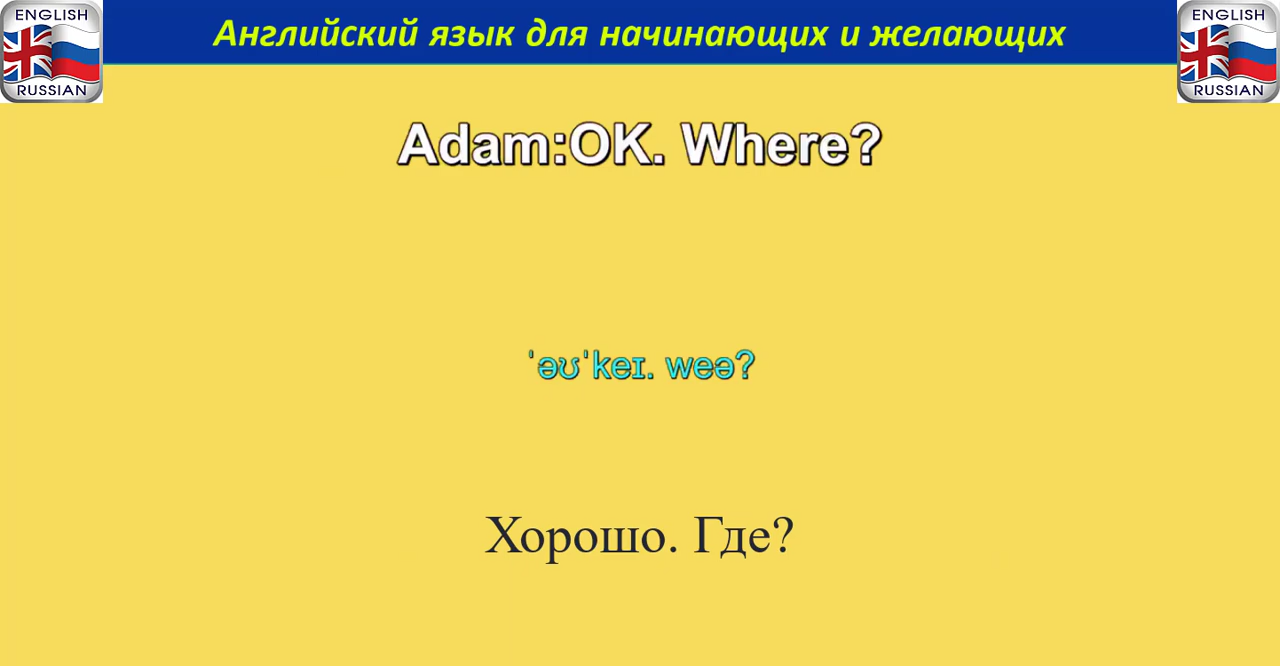 ENGLISH
RUSSIAN
Английский язык для начинающих и желающих
ENGLISH
RUSSIAN
Adam:OK. Where?
ˈəʊˈkeɪ. weə?
Хорошо. Где?